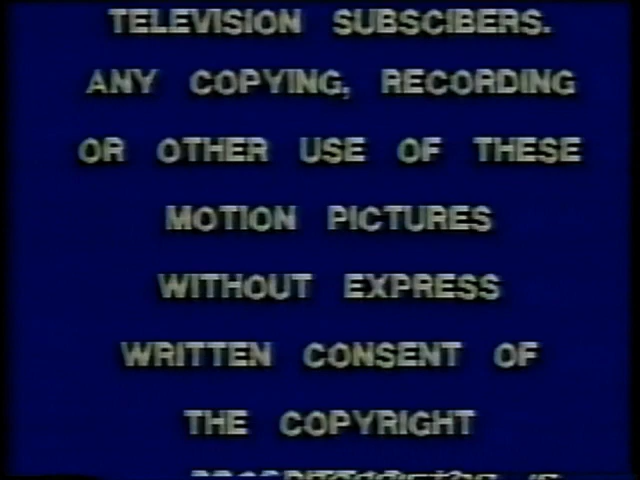 TELEVISION SUBSCIBERS.
ANY COPYING, RECORDING
OR OTHER USE OF THESE
MOTION PICTURES
WITHOUT EXPRESS
WRITTEN CONSENT OF
THE COPYRIGHT